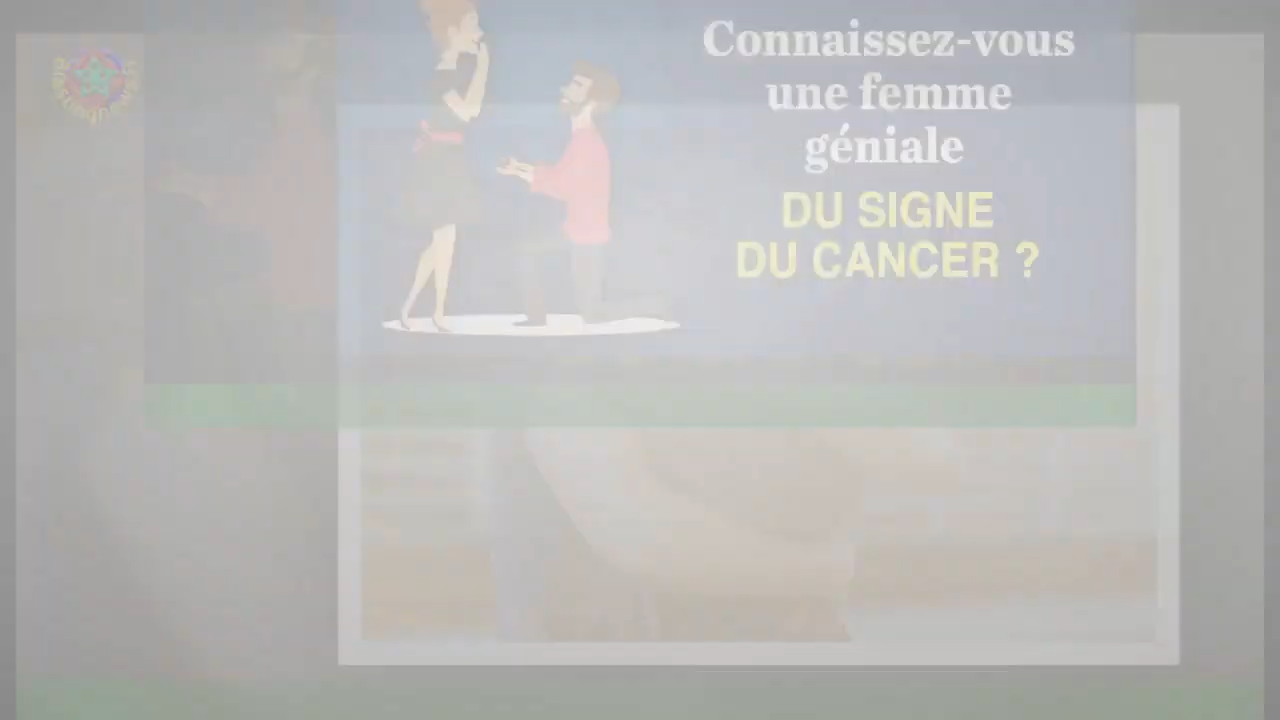 Connaissez-vous
une femme
géniale
DU SIGNE
DU CANCER ?